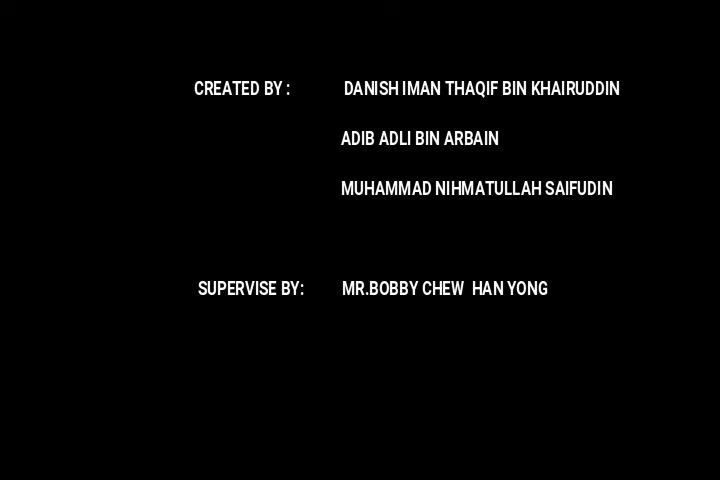 CREATED BY : DANISH IMAN THAQIF BIN KHAIRUDDIN
ADIB ADLI BIN ARBAIN
MUHAMMAD NIHMATULLAH SAIFUDIN
SUPERVISE BY: MR.BOBBY CHEW HAN YONG